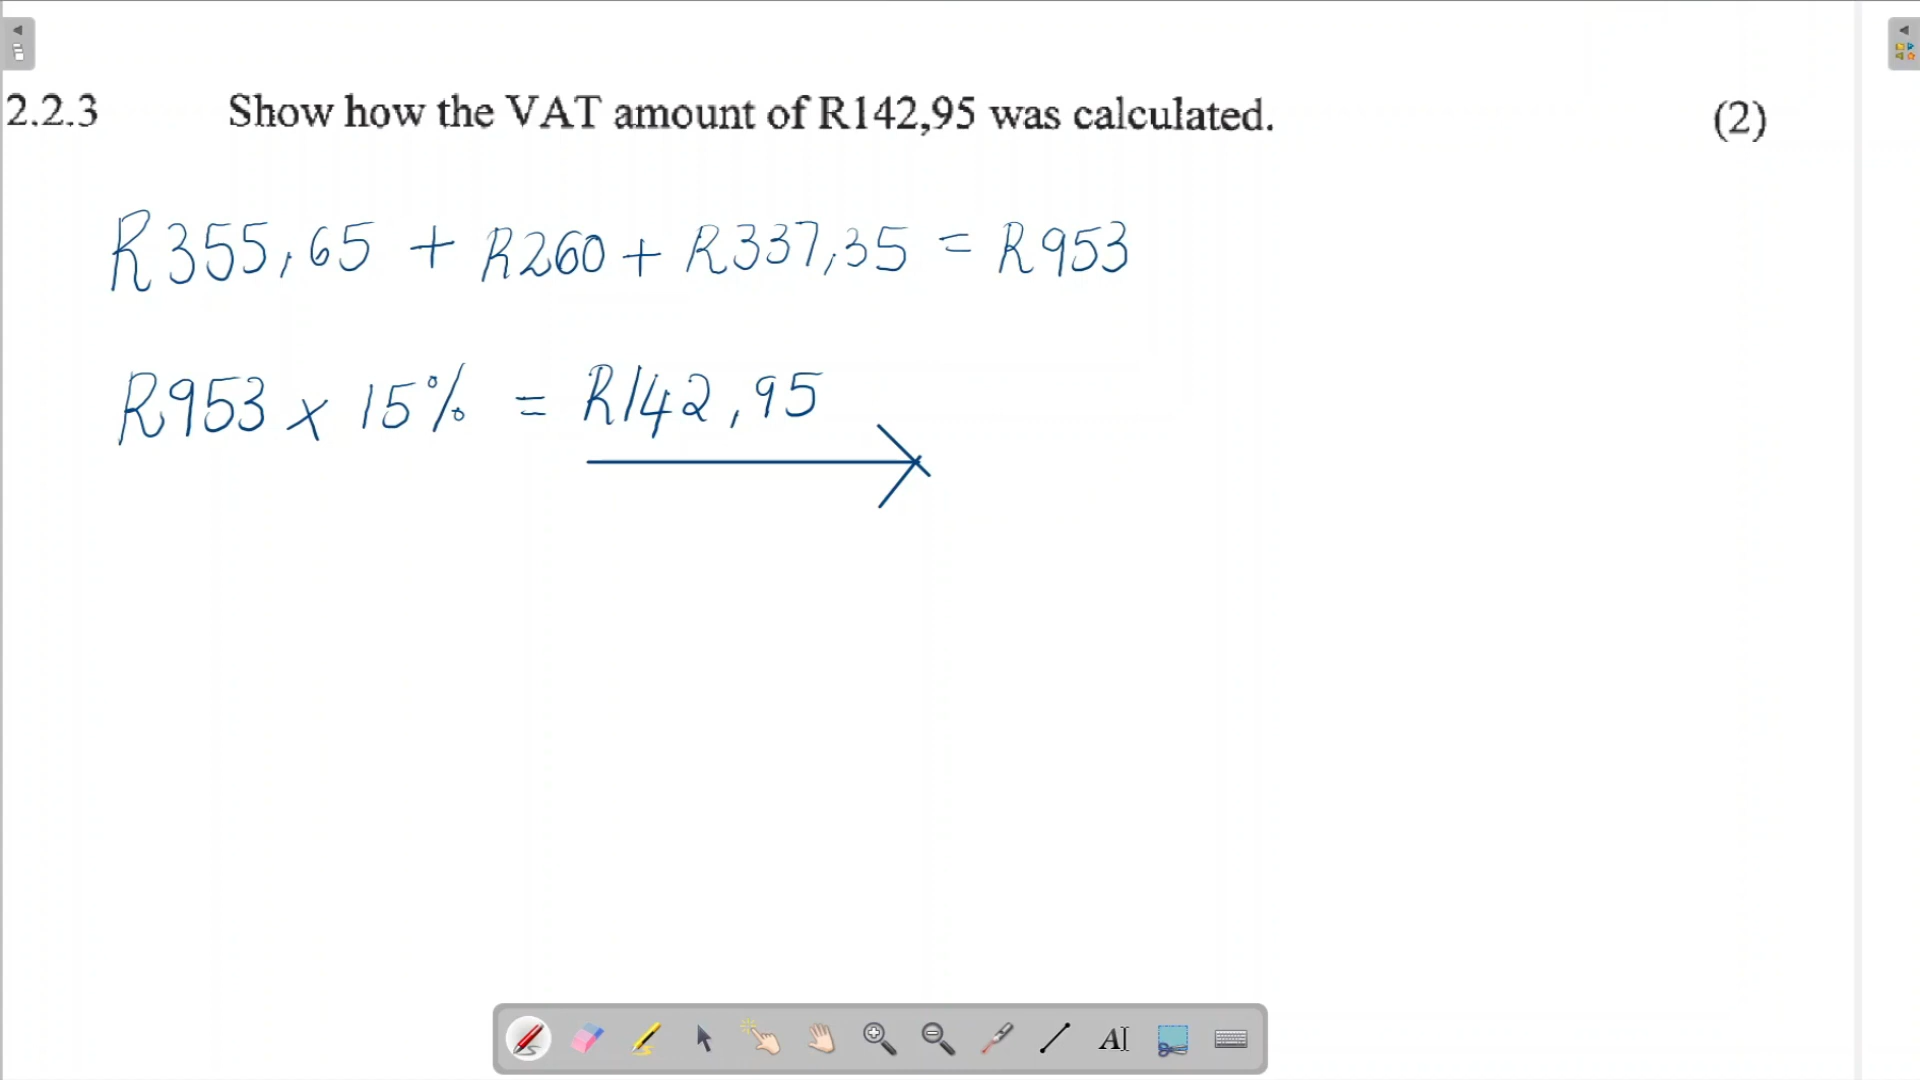 2.2.3 Show how the VAT amount of R142,95 was calculated. (2)
R355,65 + R260 + R337,35 = R953
R953 x 15% = R142,95
AI